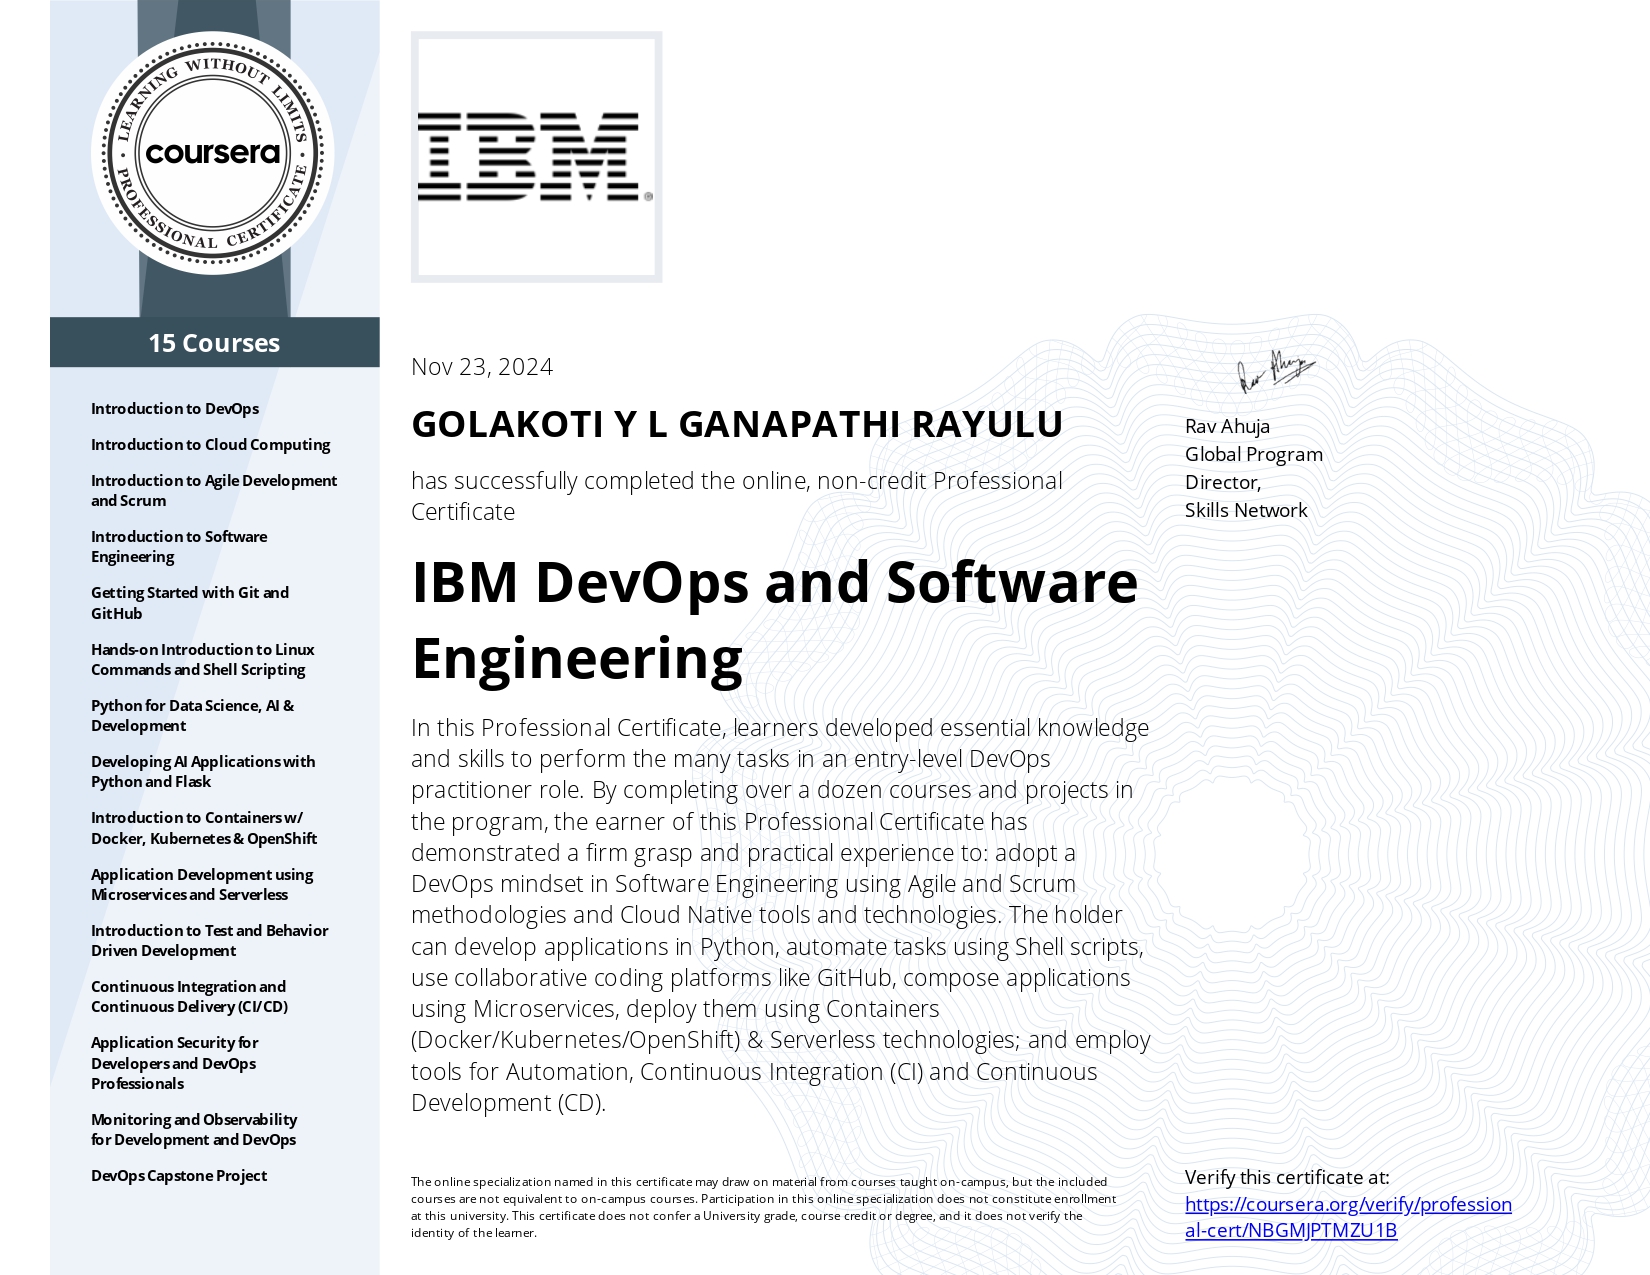 LEARNING WITHOUT LIMITS
coursera
PROFESSIONAL CERTIFICATE
15 Courses
Introduction to DevOps
Introduction to Cloud Computing
Introduction to Agile Development
and Scrum
Introduction to Software
Engineering
Getting Started with Git and
GitHub
Hands-on Introduction to Linux
Commands and Shell Scripting
Python for Data Science, AI &
Development
Developing AI Applications with
Python and Flask
Introduction to Containers w/
Docker, Kubernetes & OpenShift
Application Development using
Microservices and Serverless
Introduction to Test and Behavior
Driven Development
Continuous Integration and
Continuous Delivery (CI/CD)
Application Security for
Developers and DevOps
Professionals
Monitoring and Observability
for Development and DevOps
DevOps Capstone Project
IBM®
Nov 23, 2024
GOLAKOTI Y L GANAPATHI RAYULU
has successfully completed the online, non-credit Professional
Certificate
IBM DevOps and Software
Engineering
In this Professional Certificate, learners developed essential knowledge
and skills to perform the many tasks in an entry-level DevOps
practitioner role. By completing over a dozen courses and projects in
the program, the earner of this Professional Certificate has
demonstrated a firm grasp and practical experience to: adopt a
DevOps mindset in Software Engineering using Agile and Scrum
methodologies and Cloud Native tools and technologies. The holder
can develop applications in Python, automate tasks using Shell scripts,
use collaborative coding platforms like GitHub, compose applications
using Microservices, deploy them using Containers
(Docker/Kubernetes/OpenShift) & Serverless technologies; and employ
tools for Automation, Continuous Integration (CI) and Continuous
Development (CD).
The online specialization named in this certificate may draw on material from courses taught on-campus, but the included
courses are not equivalent to on-campus courses. Participation in this online specialization does not constitute enrollment
at this university. This certificate does not confer a University grade, course credit or degree, and it does not verify the
identity of the learner.
Rav Ahuja
Rav Ahuja
Global Program
Director,
Skills Network
Verify this certificate at:
https://coursera.org/verify/profession
al-cert/NBGMJPTMZU1B